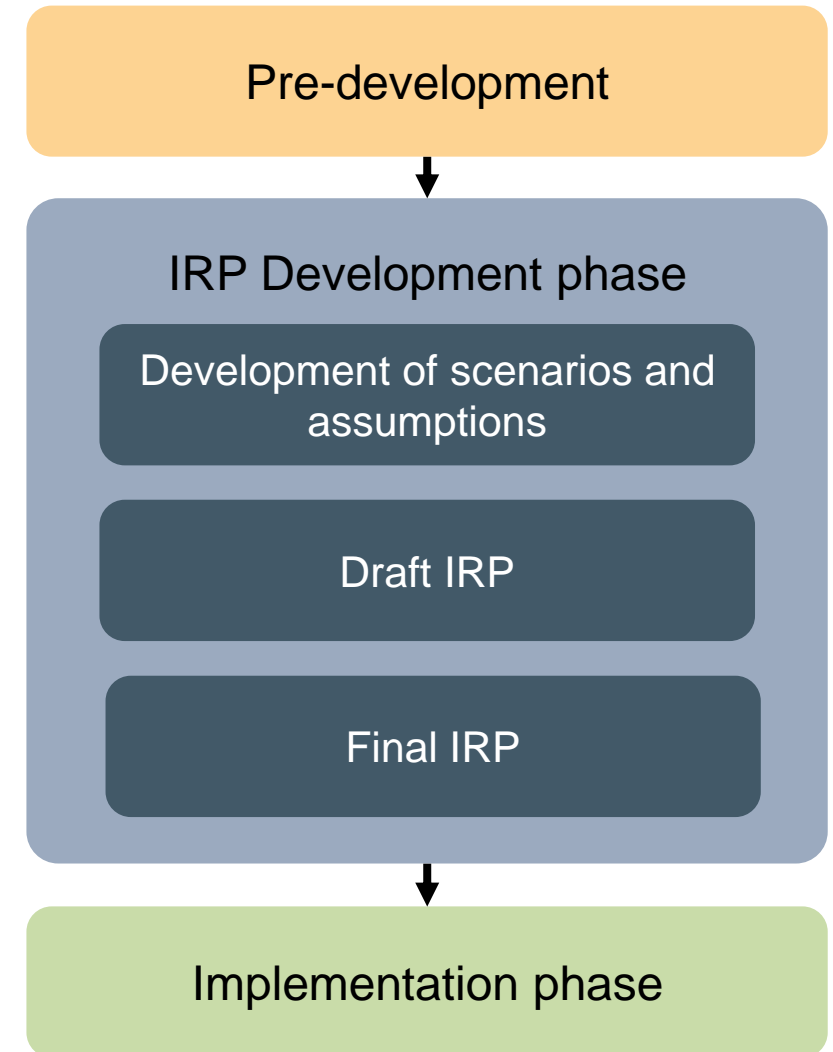 Pre-development
IRP Development phase
Development of scenarios and
assumptions
Draft IRP
Final IRP
Implementation phase